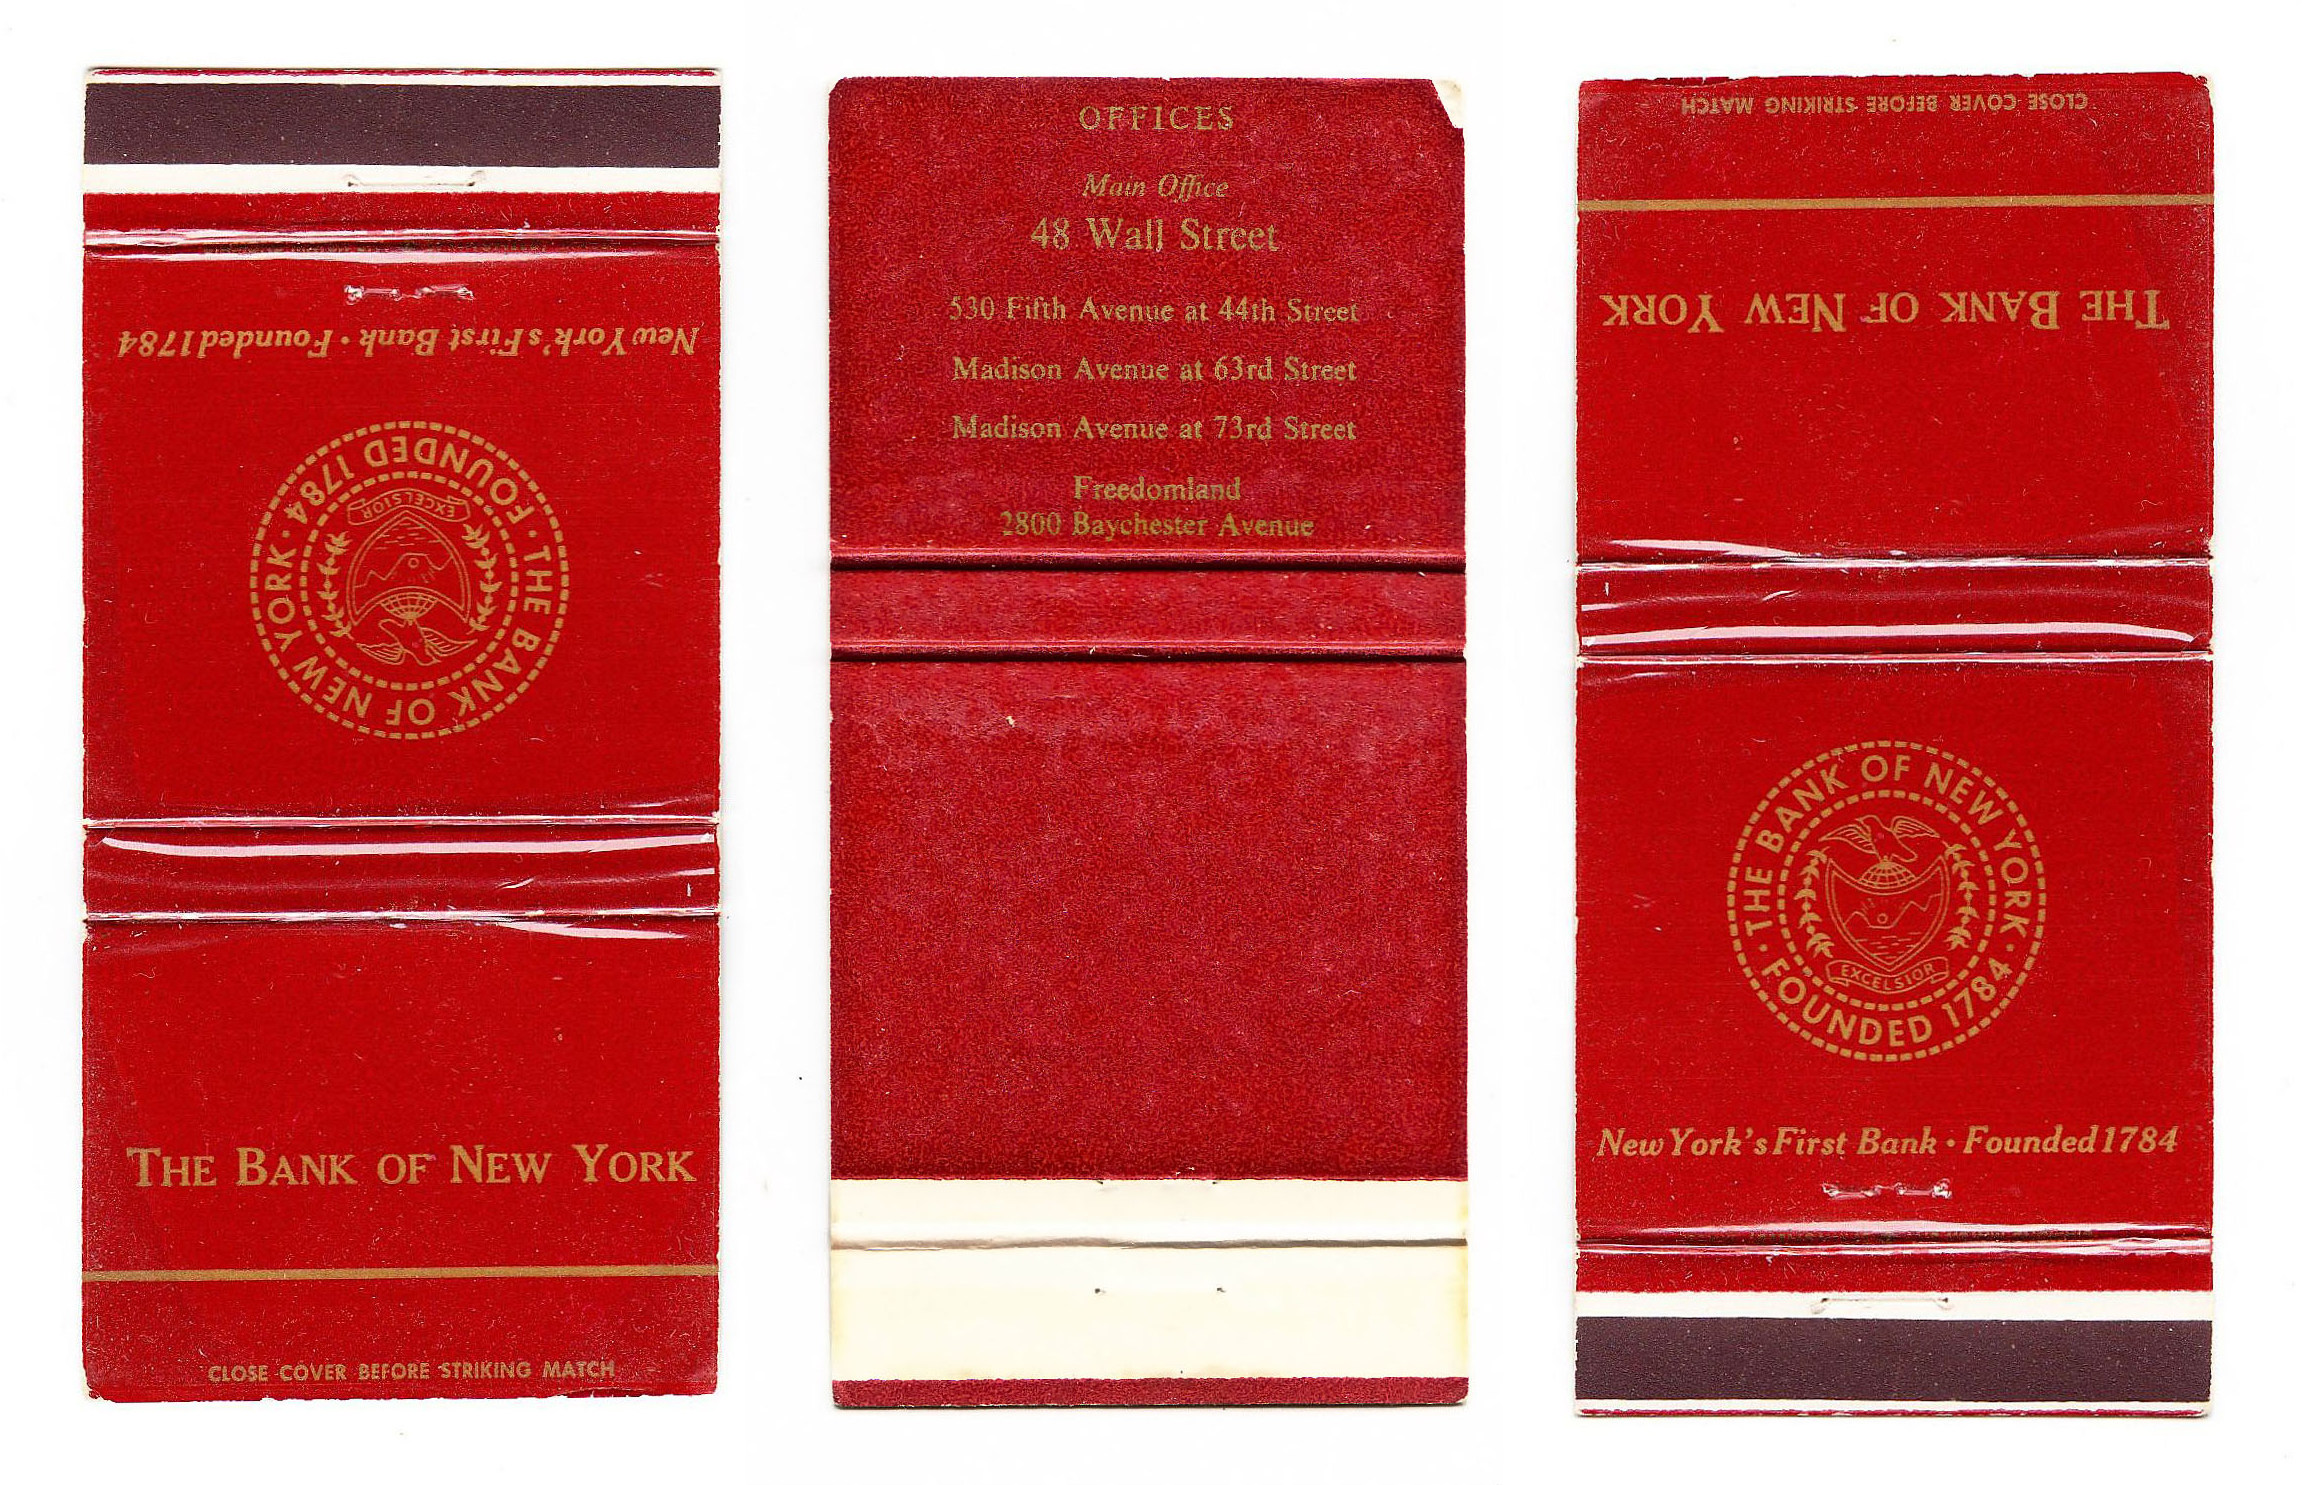 New York's First Bank · Founded 1784
· THE BANK OF NEW YORK ·
FOUNDED 1784
EXCELSIOR
THE BANK OF NEW YORK
CLOSE COVER BEFORE STRIKING MATCH
OFFICES
Main Office
48 Wall Street
530 Fifth Avenue at 44th Street
Madison Avenue at 63rd Street
Madison Avenue at 73rd Street
Freedomland
2800 Baychester Avenue
CLOSE COVER BEFORE STRIKING MATCH
THE BANK OF NEW YORK
· THE BANK OF NEW YORK ·
EXCELSIOR
FOUNDED 1784
New York's First Bank · Founded 1784